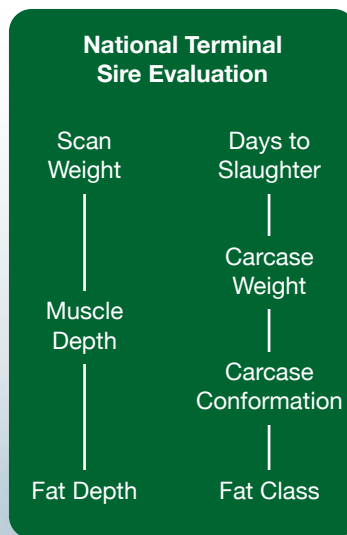 National Terminal
Sire Evaluation
Scan
Weight
Muscle
Depth
Fat Depth
Days to
Slaughter
Carcase
Weight
Carcase
Conformation
Fat Class